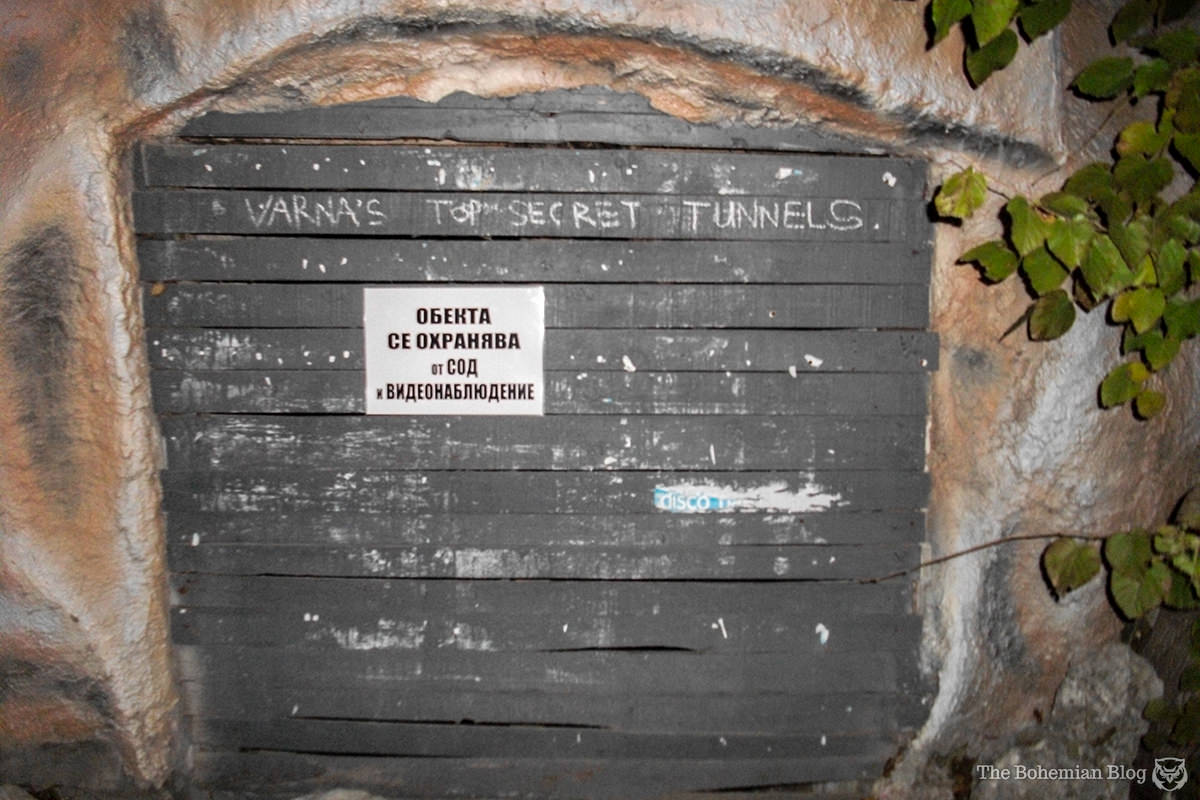 VARNA'S TOP SECRET TUNNELS.
ОБЕКТА
СЕ ОХРАНЯВА
от СОД
и ВИДЕОНАБЛЮДЕНИЕ
disco
The Bohemian Blog